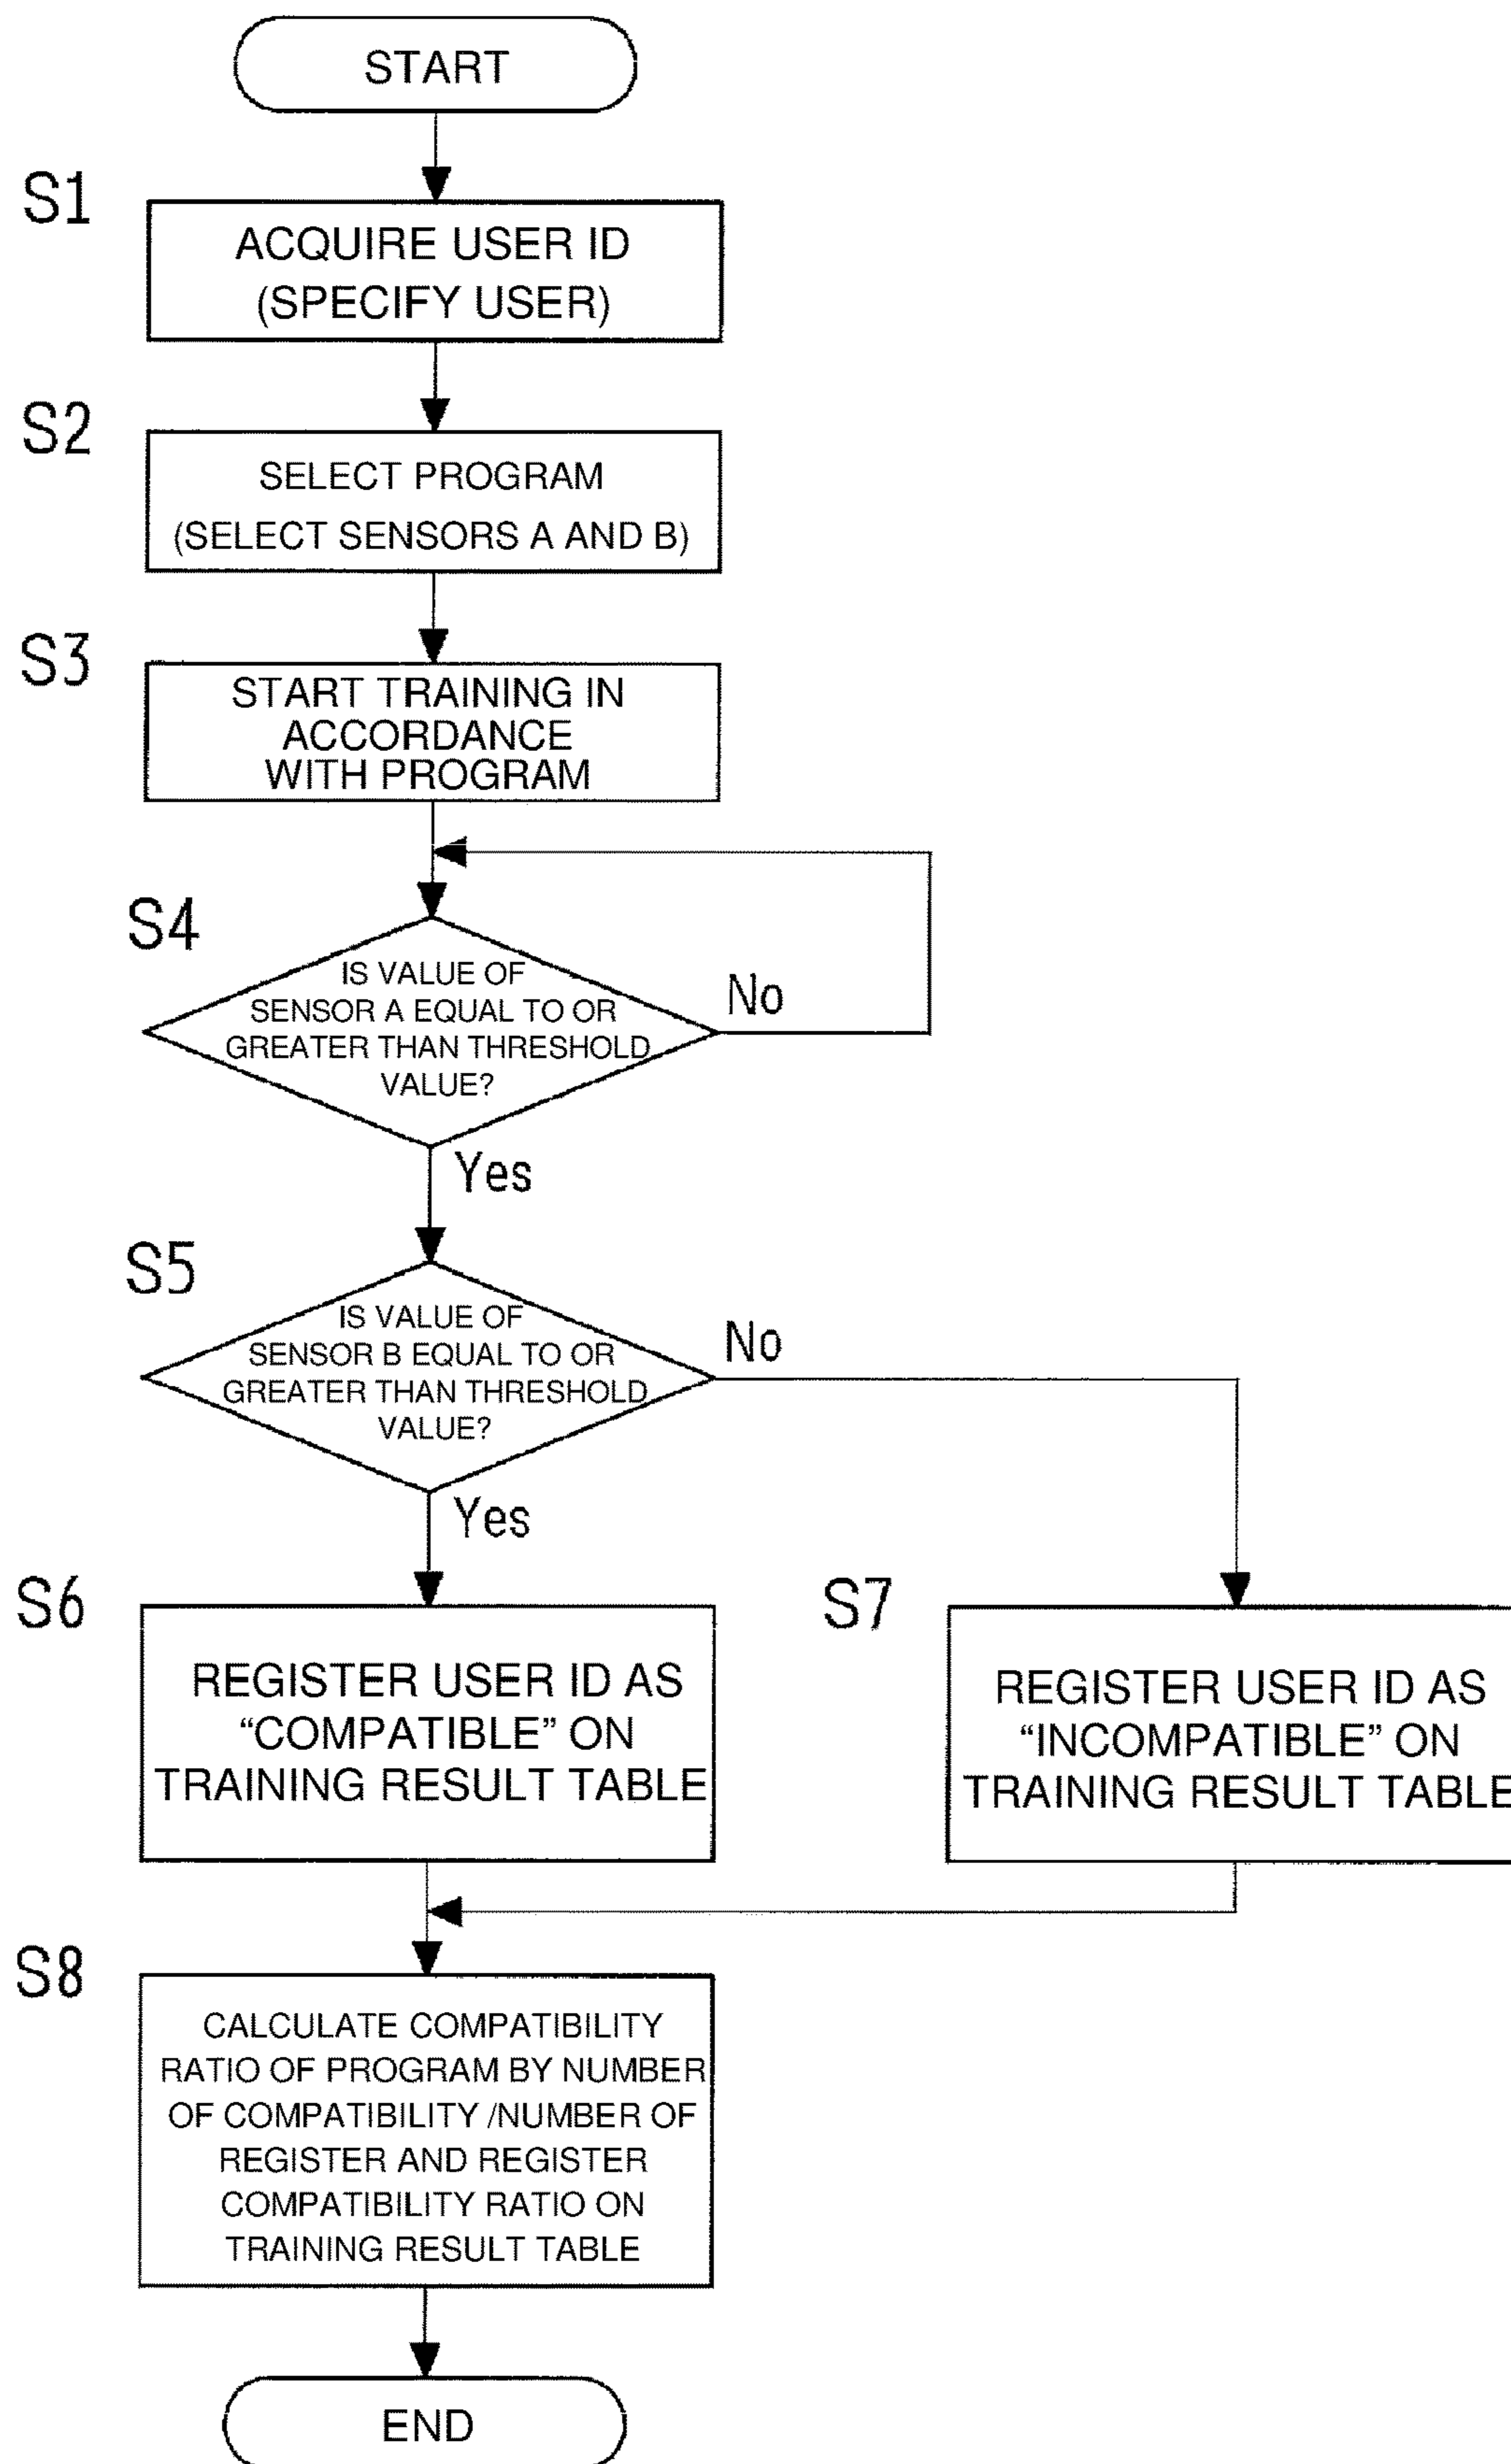 START
S1
ACQUIRE USER ID
(SPECIFY USER)
S2
SELECT PROGRAM
(SELECT SENSORS A AND B)
S3
START TRAINING IN
ACCORDANCE
WITH PROGRAM
S4
IS VALUE OF
SENSOR A EQUAL TO OR
GREATER THAN THRESHOLD
VALUE?
No
Yes
S5
IS VALUE OF
SENSOR B EQUAL TO OR
GREATER THAN THRESHOLD
VALUE?
No
Yes
S6
REGISTER USER ID AS
“COMPATIBLE” ON
TRAINING RESULT TABLE
S7
REGISTER USER ID AS
“INCOMPATIBLE” ON
TRAINING RESULT TABLE
S8
CALCULATE COMPATIBILITY
RATIO OF PROGRAM BY NUMBER
OF COMPATIBILITY /NUMBER OF
REGISTER AND REGISTER
COMPATIBILITY RATIO ON
TRAINING RESULT TABLE
END